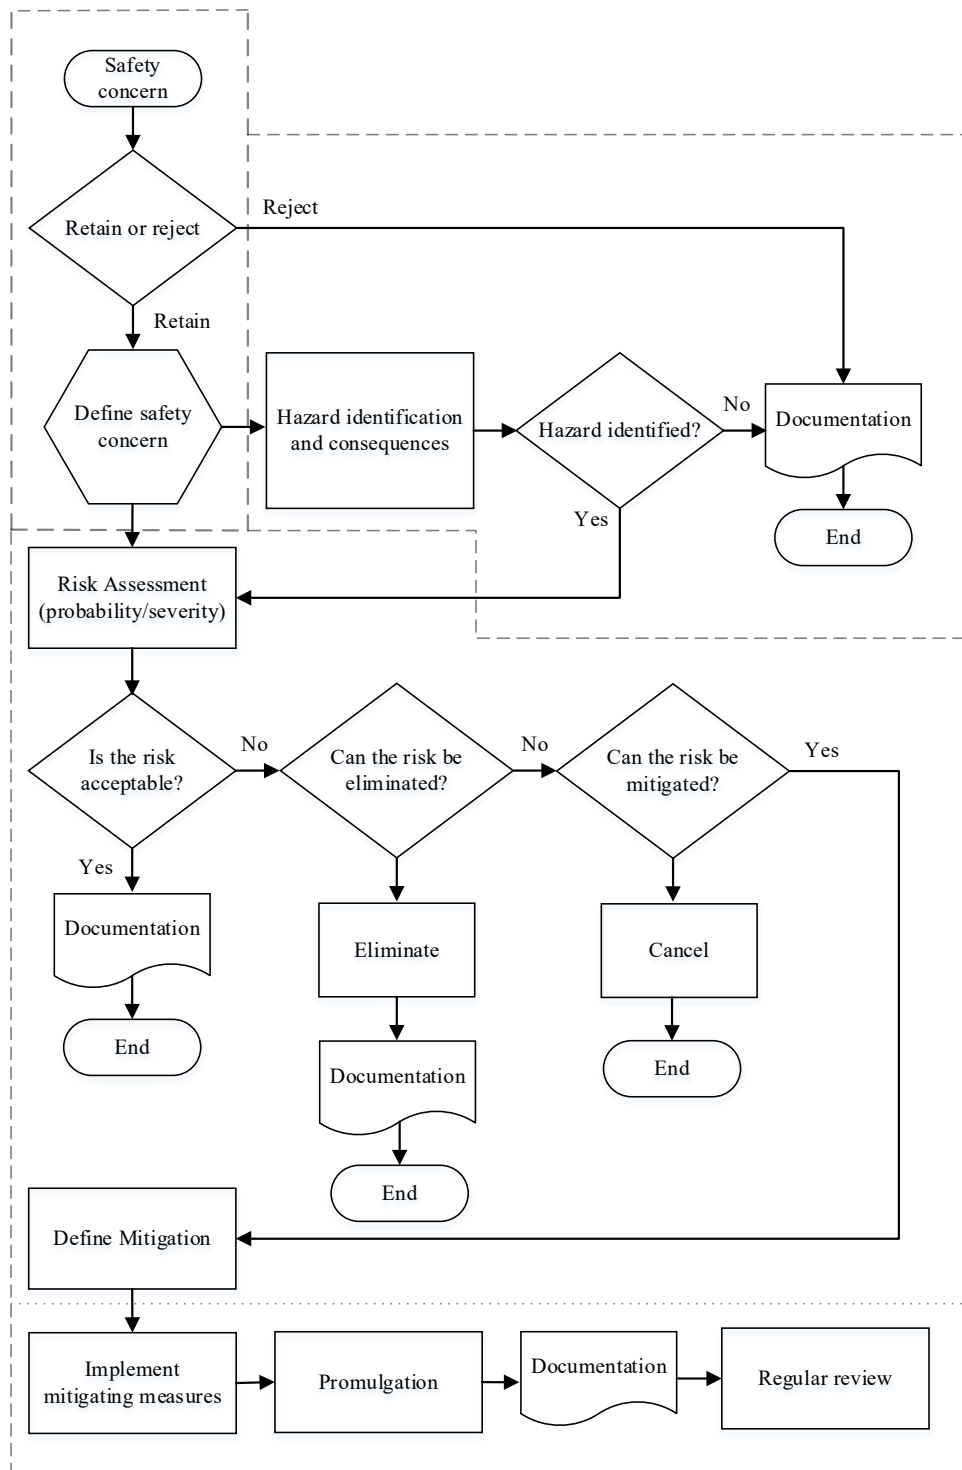 Safety
concern
Retain or reject
Reject
Retain
Define safety
concern
Hazard identification
and consequences
Hazard identified?
No
Documentation
Yes
End
Risk Assessment
(probability/severity)
Is the risk
acceptable?
No
Can the risk be
eliminated?
No
Can the risk be
mitigated?
Yes
Yes
Documentation
End
Eliminate
Documentation
End
Cancel
End
Define Mitigation
Implement
mitigating measures
Promulgation
Documentation
Regular review